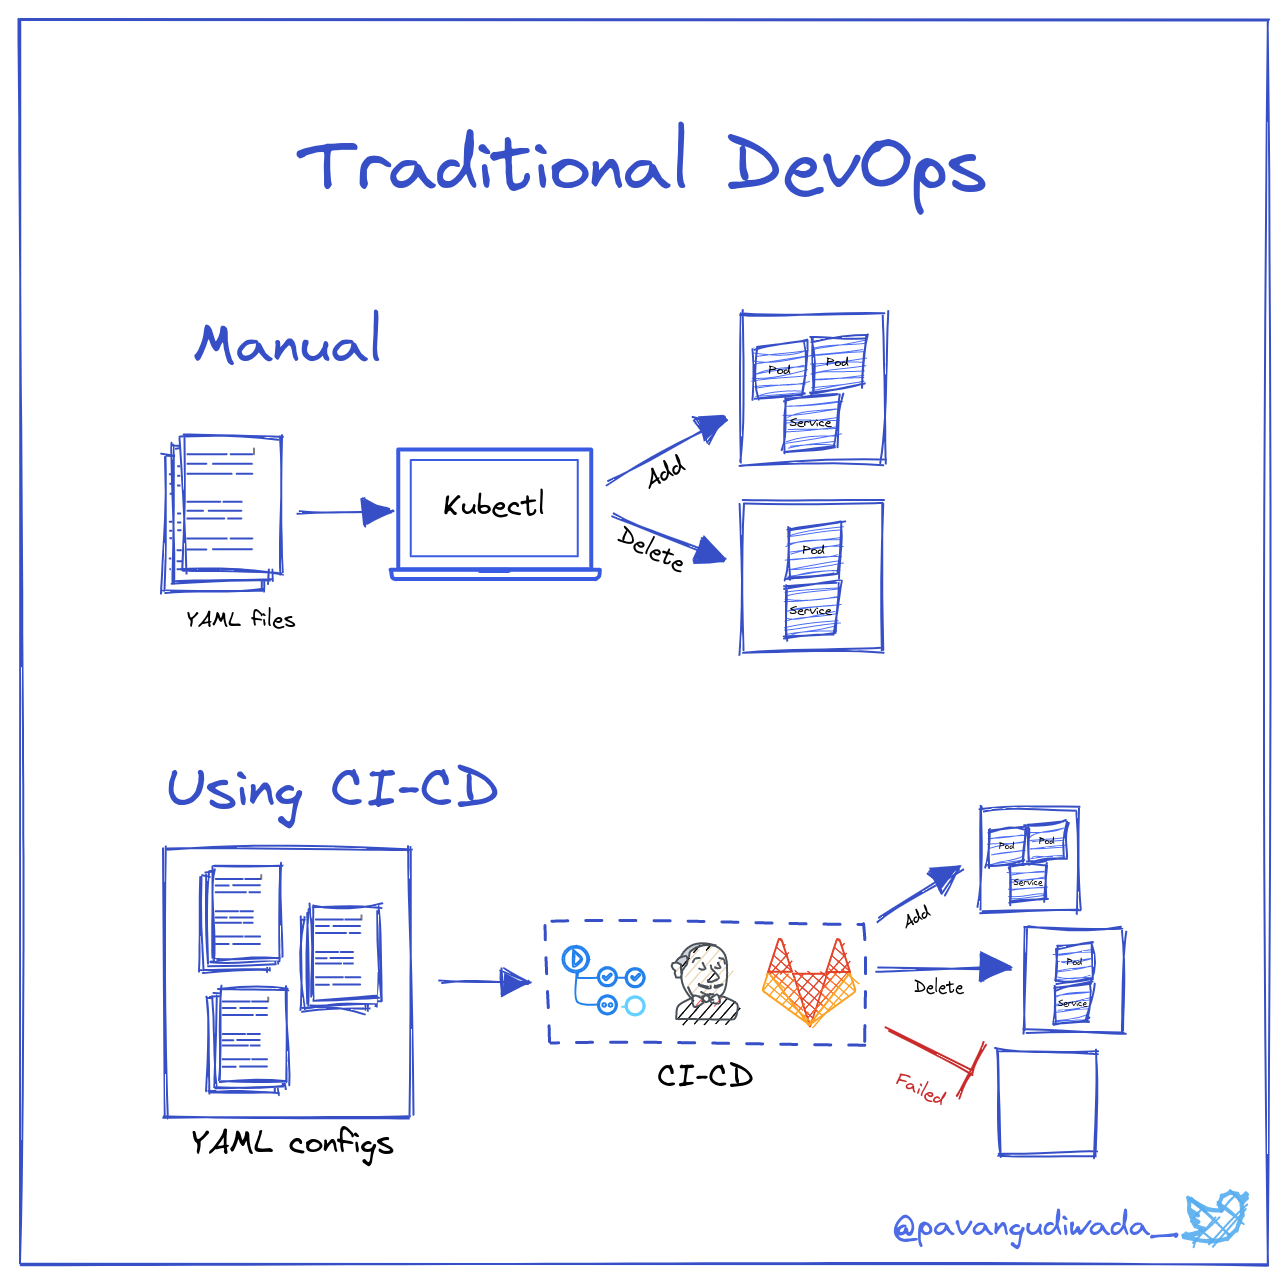 Traditional DevOps
Manual
Pod
Pod
Service
Add
Kubectl
Delete
Pod
Service
YAML files
Using CI-CD
Pod
Pod
Service
Add
Pod
Delete
Service
CI-CD
Failed
YAML configs
@pavangudiwada_